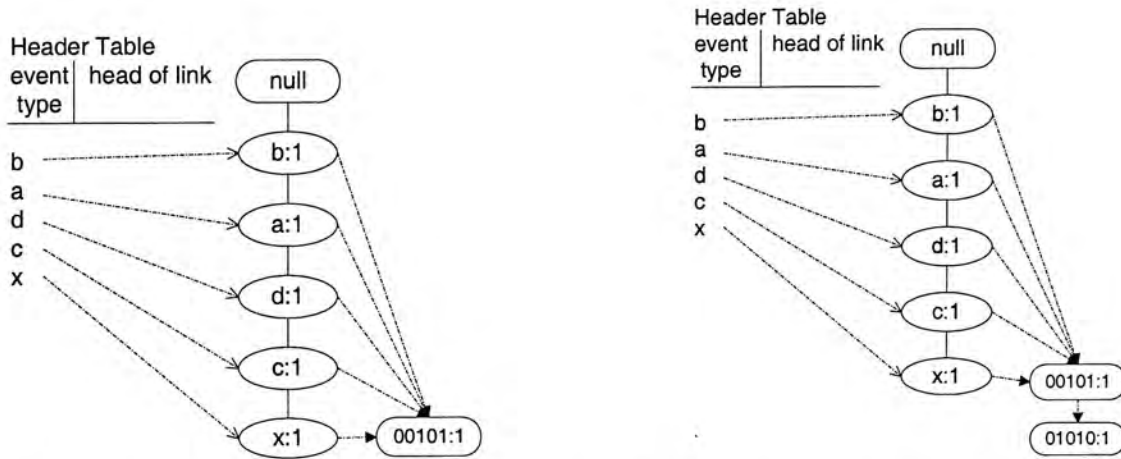 Header Table
event head of link
type
b
a
d
c
x
null
b:1
a:1
d:1
c:1
x:1
00101:1
Header Table
event head of link
type
b
a
d
c
x
null
b:1
a:1
d:1
c:1
x:1
00101:1
01010:1